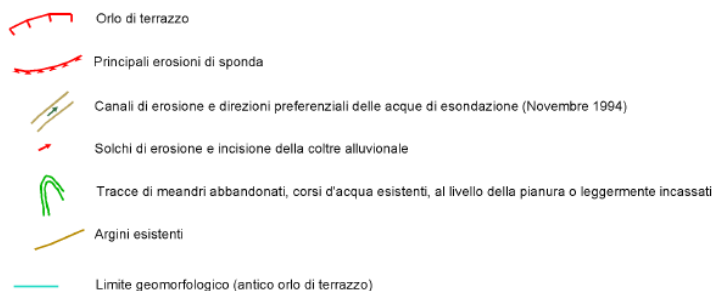 Orlo di terrazzo
Principali erosioni di sponda
Canali di erosione e direzioni preferenziali delle acque di esondazione (Novembre 1994)
Solchi di erosione e incisione della coltre alluvionale
Tracce di meandri abbandonati, corsi d'acqua esistenti, al livello della pianura o leggermente incassati
Argini esistenti
Limite geomorfologico (antico orlo di terrazzo)